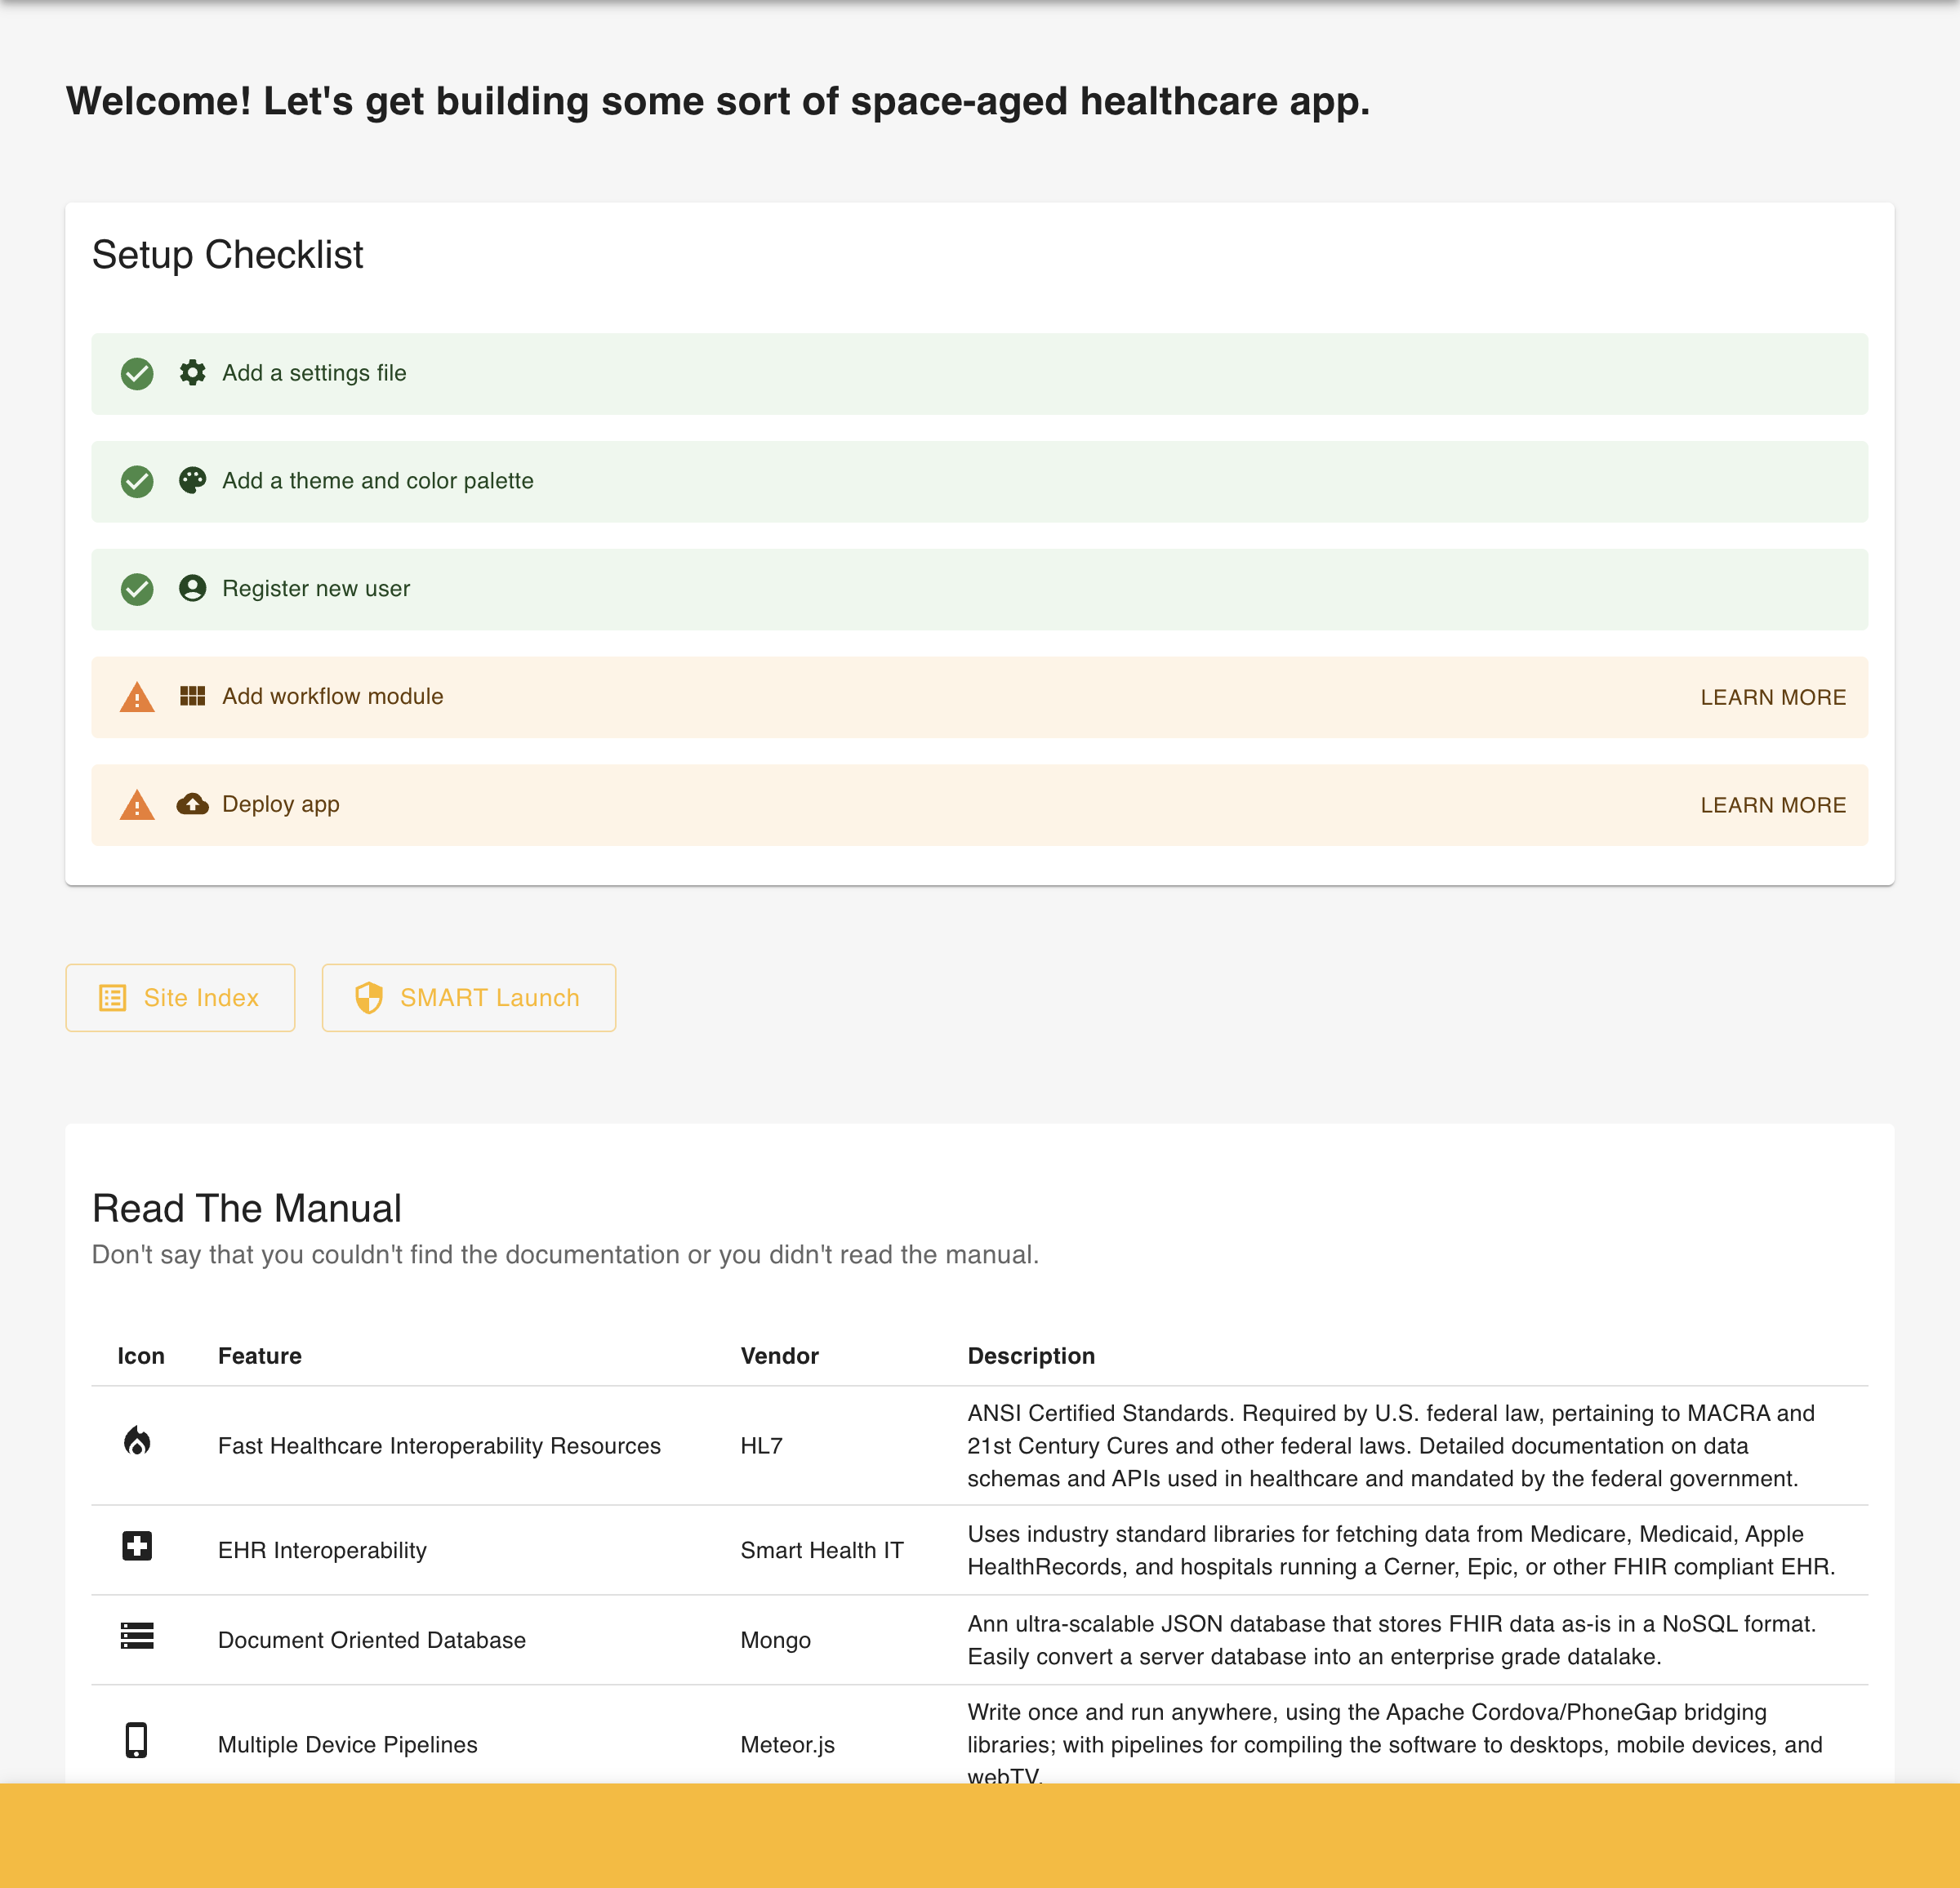 Welcome! Let's get building some sort of space-aged healthcare app.
Setup Checklist
Add a settings file
Add a theme and color palette
Register new user
Add workflow module
LEARN MORE
Deploy app
LEARN MORE
Site Index
SMART Launch
Read The Manual
Don't say that you couldn't find the documentation or you didn't read the manual.
Icon Feature Vendor Description
Fast Healthcare Interoperability Resources
HL7
ANSI Certified Standards. Required by U.S. federal law, pertaining to MACRA and
21st Century Cures and other federal laws. Detailed documentation on data
schemas and APIs used in healthcare and mandated by the federal government.
EHR Interoperability
Smart Health IT
Uses industry standard libraries for fetching data from Medicare, Medicaid, Apple
HealthRecords, and hospitals running a Cerner, Epic, or other FHIR compliant EHR.
Document Oriented Database
Mongo
Ann ultra-scalable JSON database that stores FHIR data as-is in a NoSQL format.
Easily convert a server database into an enterprise grade datalake.
Multiple Device Pipelines
Meteor.js
Write once and run anywhere, using the Apache Cordova/PhoneGap bridging
libraries; with pipelines for compiling the software to desktops, mobile devices, and
webTV.